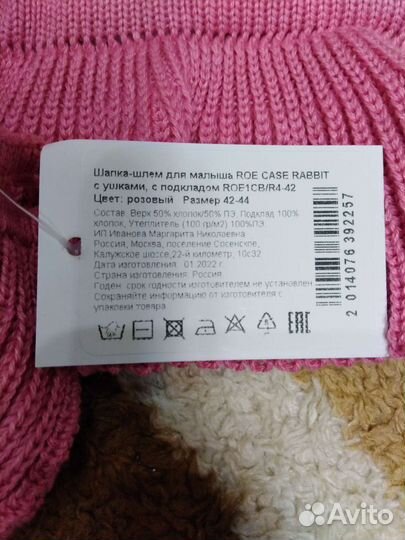 Шапка-шлем для малыша ROE CASE RABBIT
с ушками, с подкладом ROE1CB/R4-42
Цвет: розовый Размер 42-44
Состав: Верх 50% хлопок/50% ПЭ, Подклад 100%
хлопок, Утеплитель (100 гр/м2) 100%ПЭ
ИП Иванова Маргарита Николаевна
Россия, Москва, поселение Сосенское,
Калужское шоссе,22-й километр, 10с32
Дата изготовления: 01.2022 г.
Страна изготовления: Россия
Годен: срок годности изготовителем не установлен
Сохраняйте информацию от изготовителя с
упаковки товара
2 014076 392257
EAC
Avito